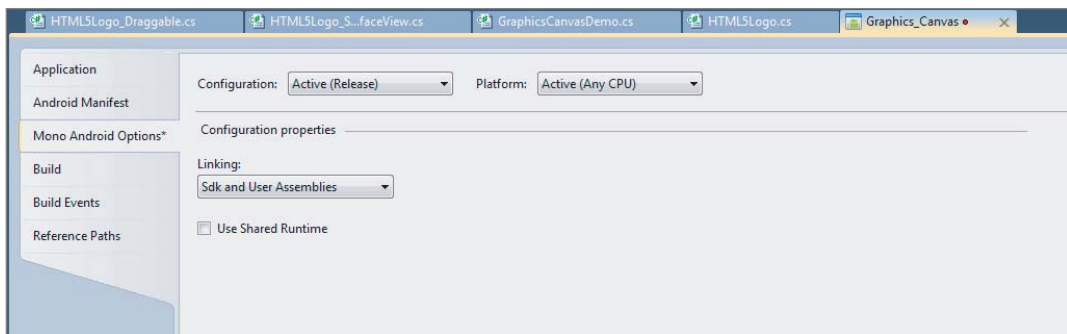 HTML5Logo_Draggable.cs HTML5Logo_S...faceView.cs GraphicsCanvasDemo.cs HTML5Logo.cs Graphics_Canvas
Application
Android Manifest
Mono Android Options*
Build
Build Events
Reference Paths
Configuration: Active (Release) Platform: Active (Any CPU)
Configuration properties
Linking:
Sdk and User Assemblies
Use Shared Runtime